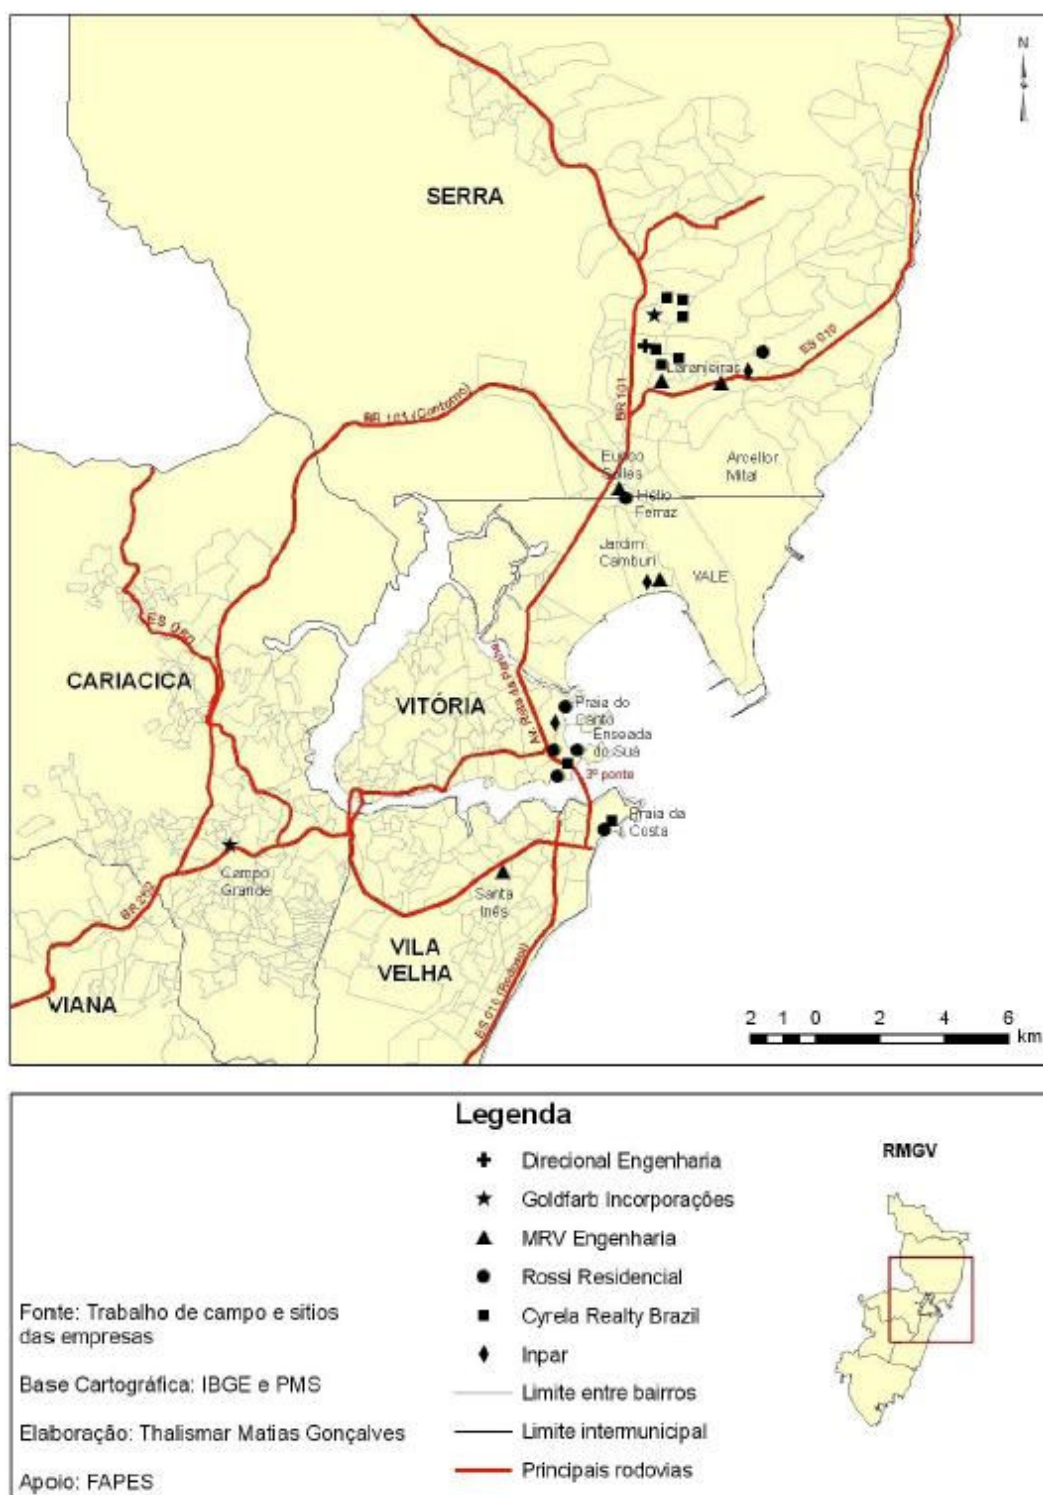 N
SERRA
BR 101
ES 010
Laranjeiras
BR 101 (Contorno)
Eurico
Salles
Arcellor
Mital
Hélio
Ferraz
Jardim
Camburi
VALE
ES 080
CARIACICA
VITÓRIA
Praia do
Canto
Enseada
do Suá
3ª ponte
Praia da
Costa
Campo
Grande
Santa
Inês
VILA
VELHA
VIANA
2 1 0 2 4 6
km
Legenda
Direcional Engenharia
Goldfarb Incorporações
MRV Engenharia
Rossi Residencial
Cyrela Realty Brazil
Inpar
Limite entre bairros
Limite intermunicipal
Principais rodovias
RMGV
Fonte: Trabalho de campo e sitios
das empresas
Base Cartográfica: IBGE e PMS
Elaboração: Thalismar Matias Gonçalves
Apoio: FAPES